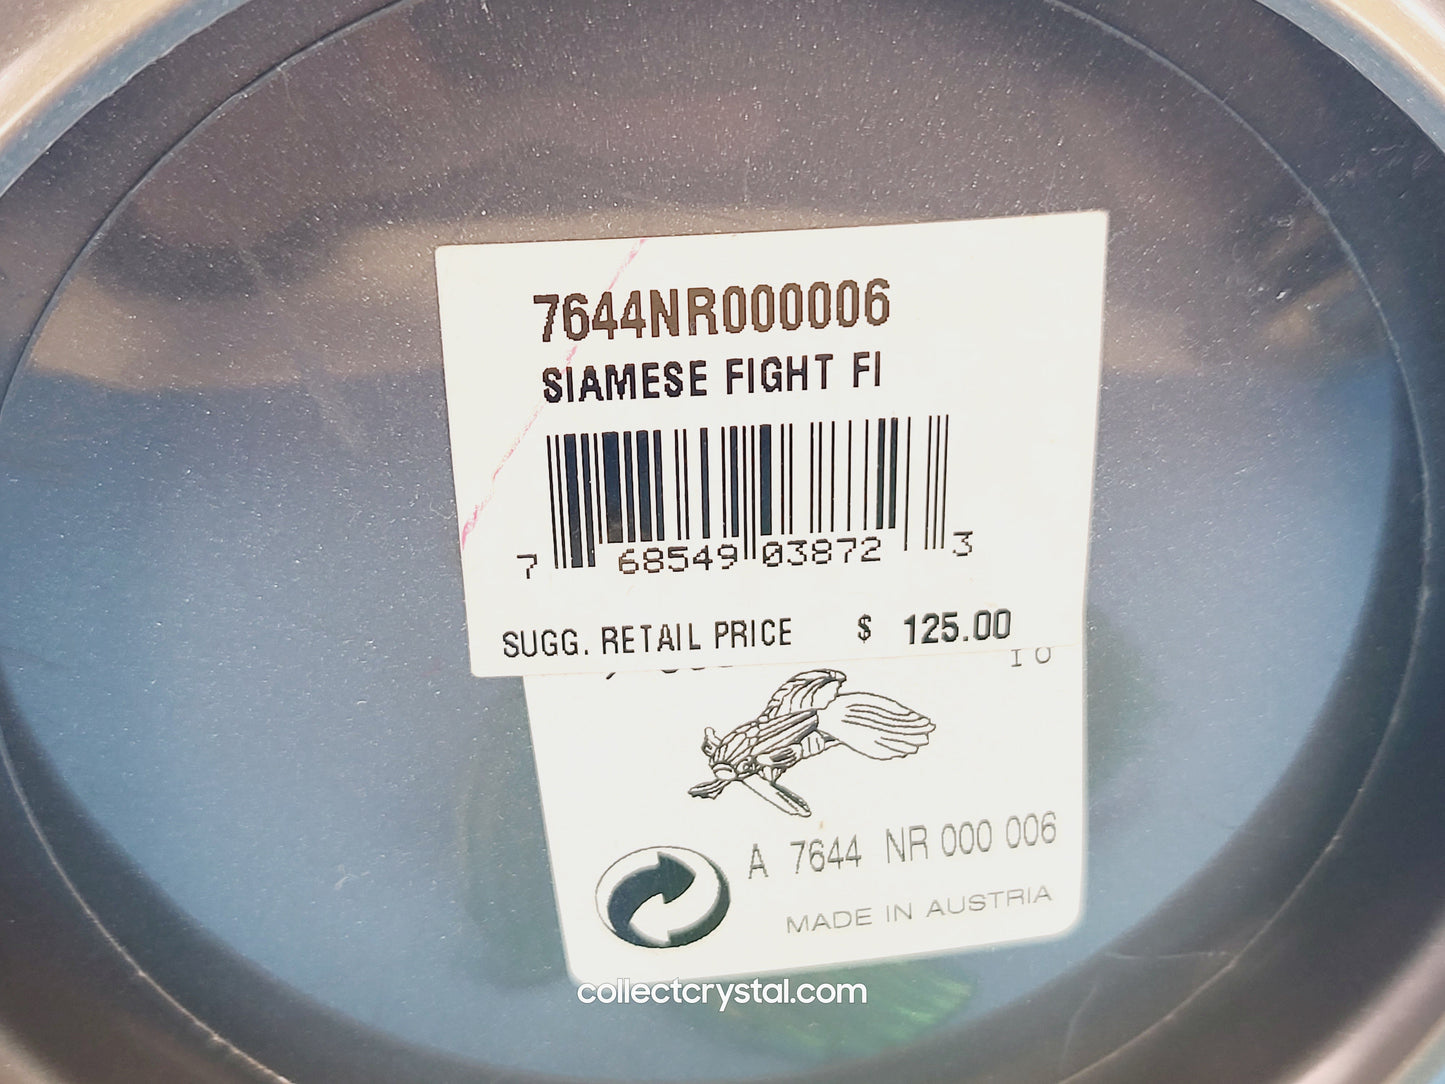 7644NR000006
SIAMESE FIGHT FI
7 68549 03872 3
SUGG. RETAIL PRICE $ 125.00
A 7644 NR 000 006
MADE IN AUSTRIA
collectcrystal.com